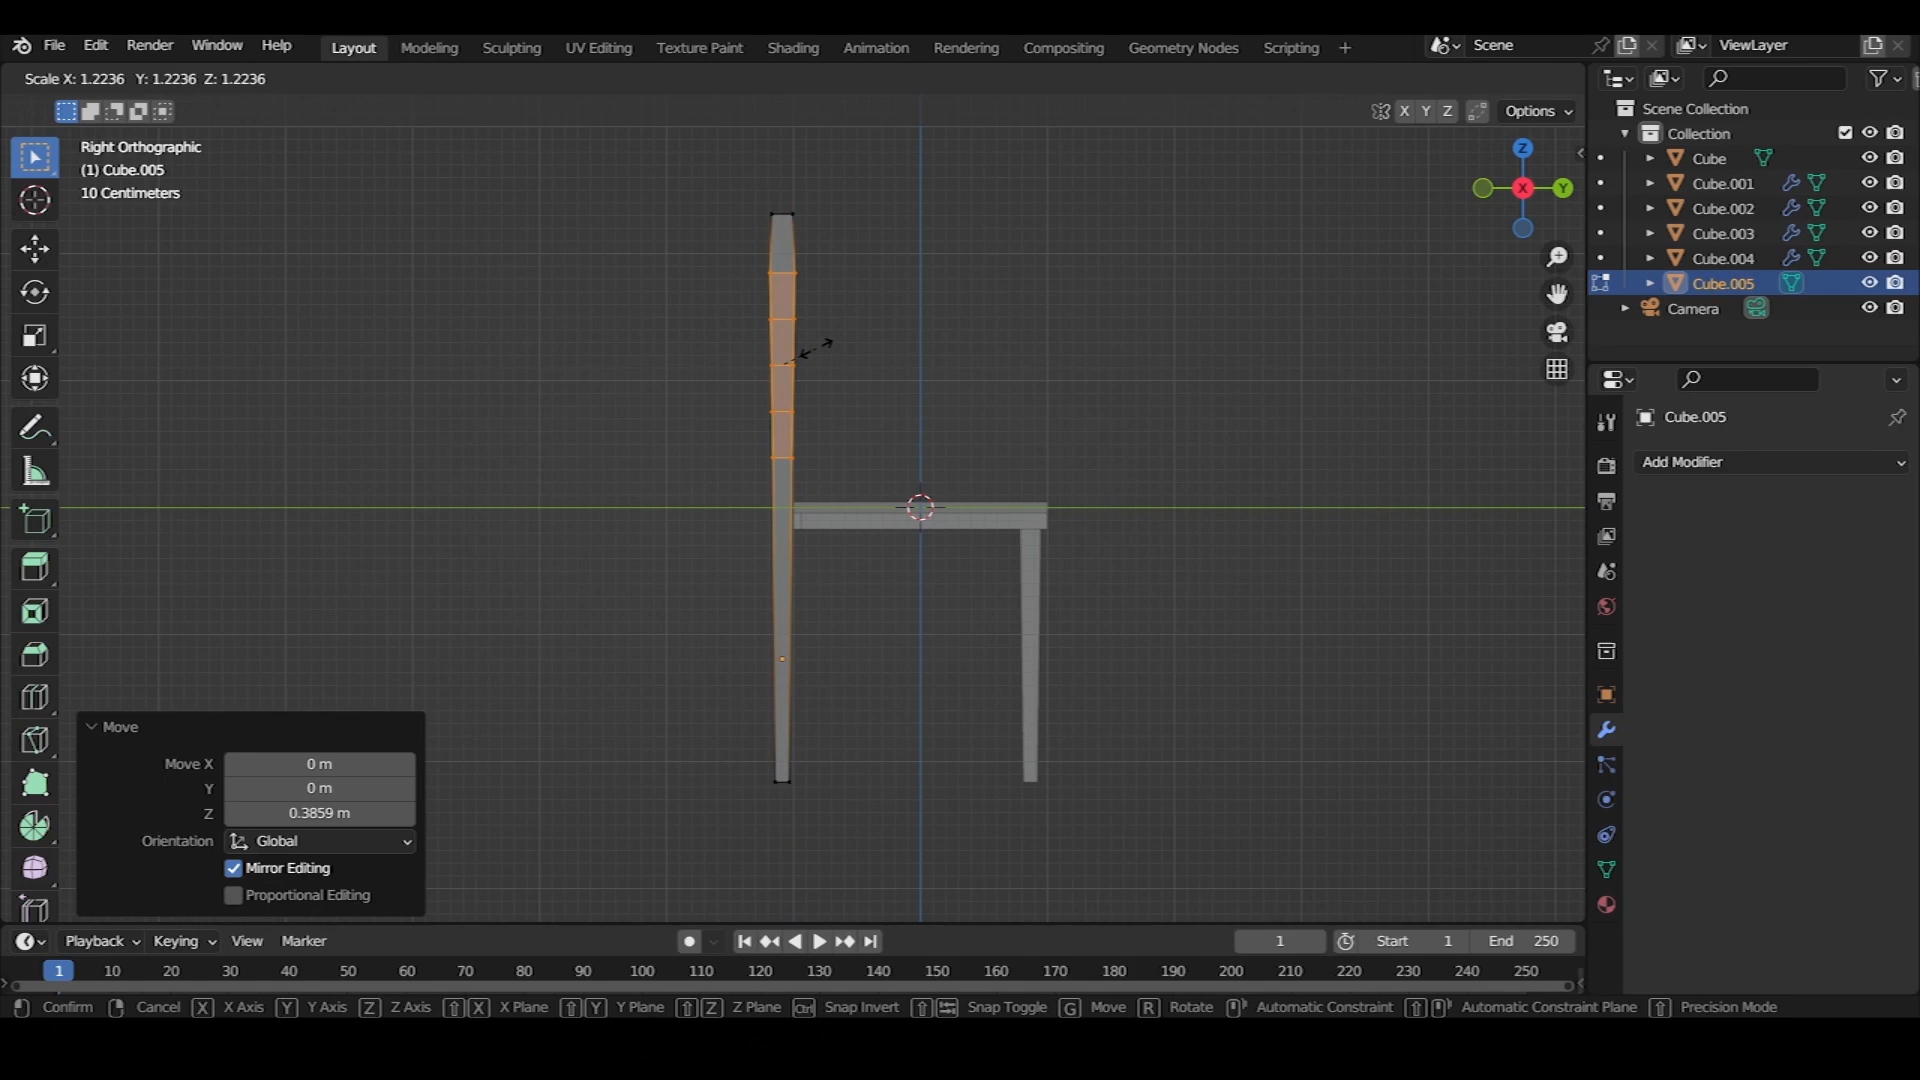 File Edit Render Window Help Layout Modeling Sculpting UV Editing Texture Paint Shading Animation Rendering Compositing Geometry Nodes Scripting + Scene ViewLayer
Scale X: 1.2236 Y: 1.2236 Z: 1.2236
X Y Z Options
Right Orthographic
(1) Cube.005
10 Centimeters
Z
X Y
Scene Collection
Collection
Cube
Cube.001
Cube.002
Cube.003
Cube.004
Cube.005
Camera
Cube.005
Add Modifier
Move
Move X 0 m
Y 0 m
Z 0.3859 m
Orientation Global
Mirror Editing
Proportional Editing
Playback Keying View Marker 1 Start 1 End 250
1 10 20 30 40 50 60 70 80 90 100 110 120 130 140 150 160 170 180 190 200 210 220 230 240 250
Confirm Cancel X X Axis Y Y Axis Z Z Axis X X Plane Y Y Plane Z Z Plane Ctrl Snap Invert Snap Toggle G Move R Rotate Automatic Constraint Automatic Constraint Plane Precision Mode